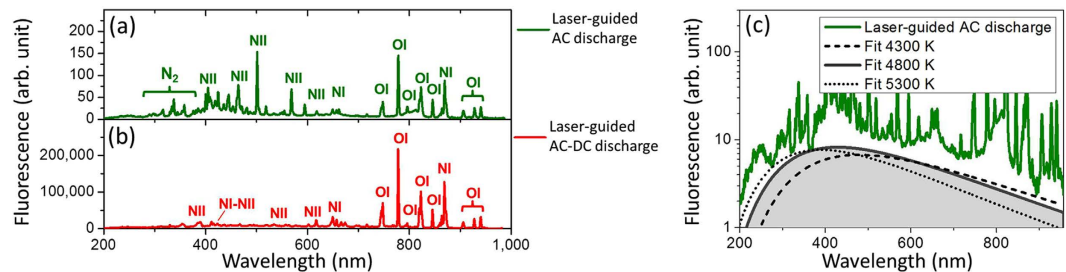 (a)
Laser-guided
AC discharge
Fluorescence (arb. unit)
200
150
100
50
0
N2
NII
NII
NII
NII
NII
NI
OI
OI
OI
OI
OI
NI
OI
(b)
Laser-guided
AC-DC discharge
200,000
100,000
0
NII
NI-NII
NII
NII
NI
OI
OI
OI
OI
OI
NI
OI
200
400
600
800
1,000
Wavelength (nm)
(c)
Laser-guided AC discharge
Fit 4300 K
Fit 4800 K
Fit 5300 K
Fluorescence (arb. unit)
100
10
1
200
400
600
800
Wavelength (nm)